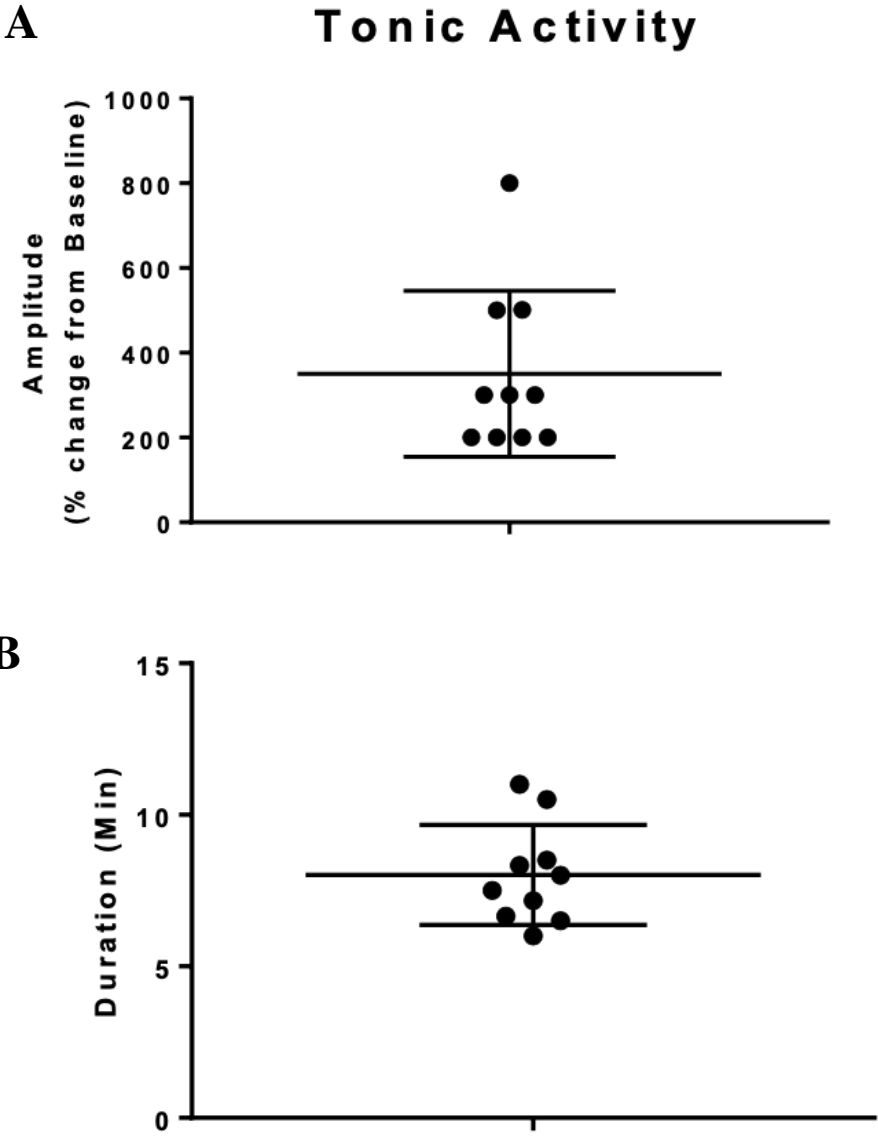 A
Tonic Activity
Amplitude
(% change from Baseline)
1000
800
600
400
200
0
B
Duration (Min)
15
10
5
0